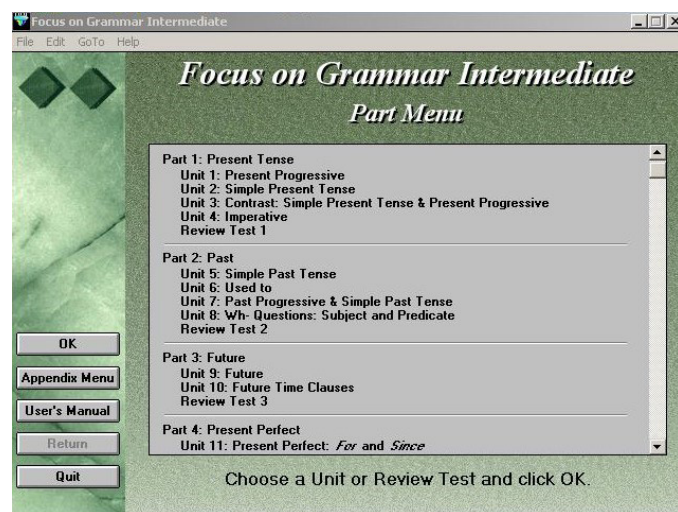 Focus on Grammar Intermediate
File Edit GoTo Help
Focus on Grammar Intermediate
Part Menu
Part 1: Present Tense
Unit 1: Present Progressive
Unit 2: Simple Present Tense
Unit 3: Contrast: Simple Present Tense & Present Progressive
Unit 4: Imperative
Review Test 1
Part 2: Past
Unit 5: Simple Past Tense
Unit 6: Used to
Unit 7: Past Progressive & Simple Past Tense
Unit 8: Wh- Questions: Subject and Predicate
Review Test 2
Part 3: Future
Unit 9: Future
Unit 10: Future Time Clauses
Review Test 3
Part 4: Present Perfect
Unit 11: Present Perfect: For and Since
OK
Appendix Menu
User's Manual
Return
Quit
Choose a Unit or Review Test and click OK.